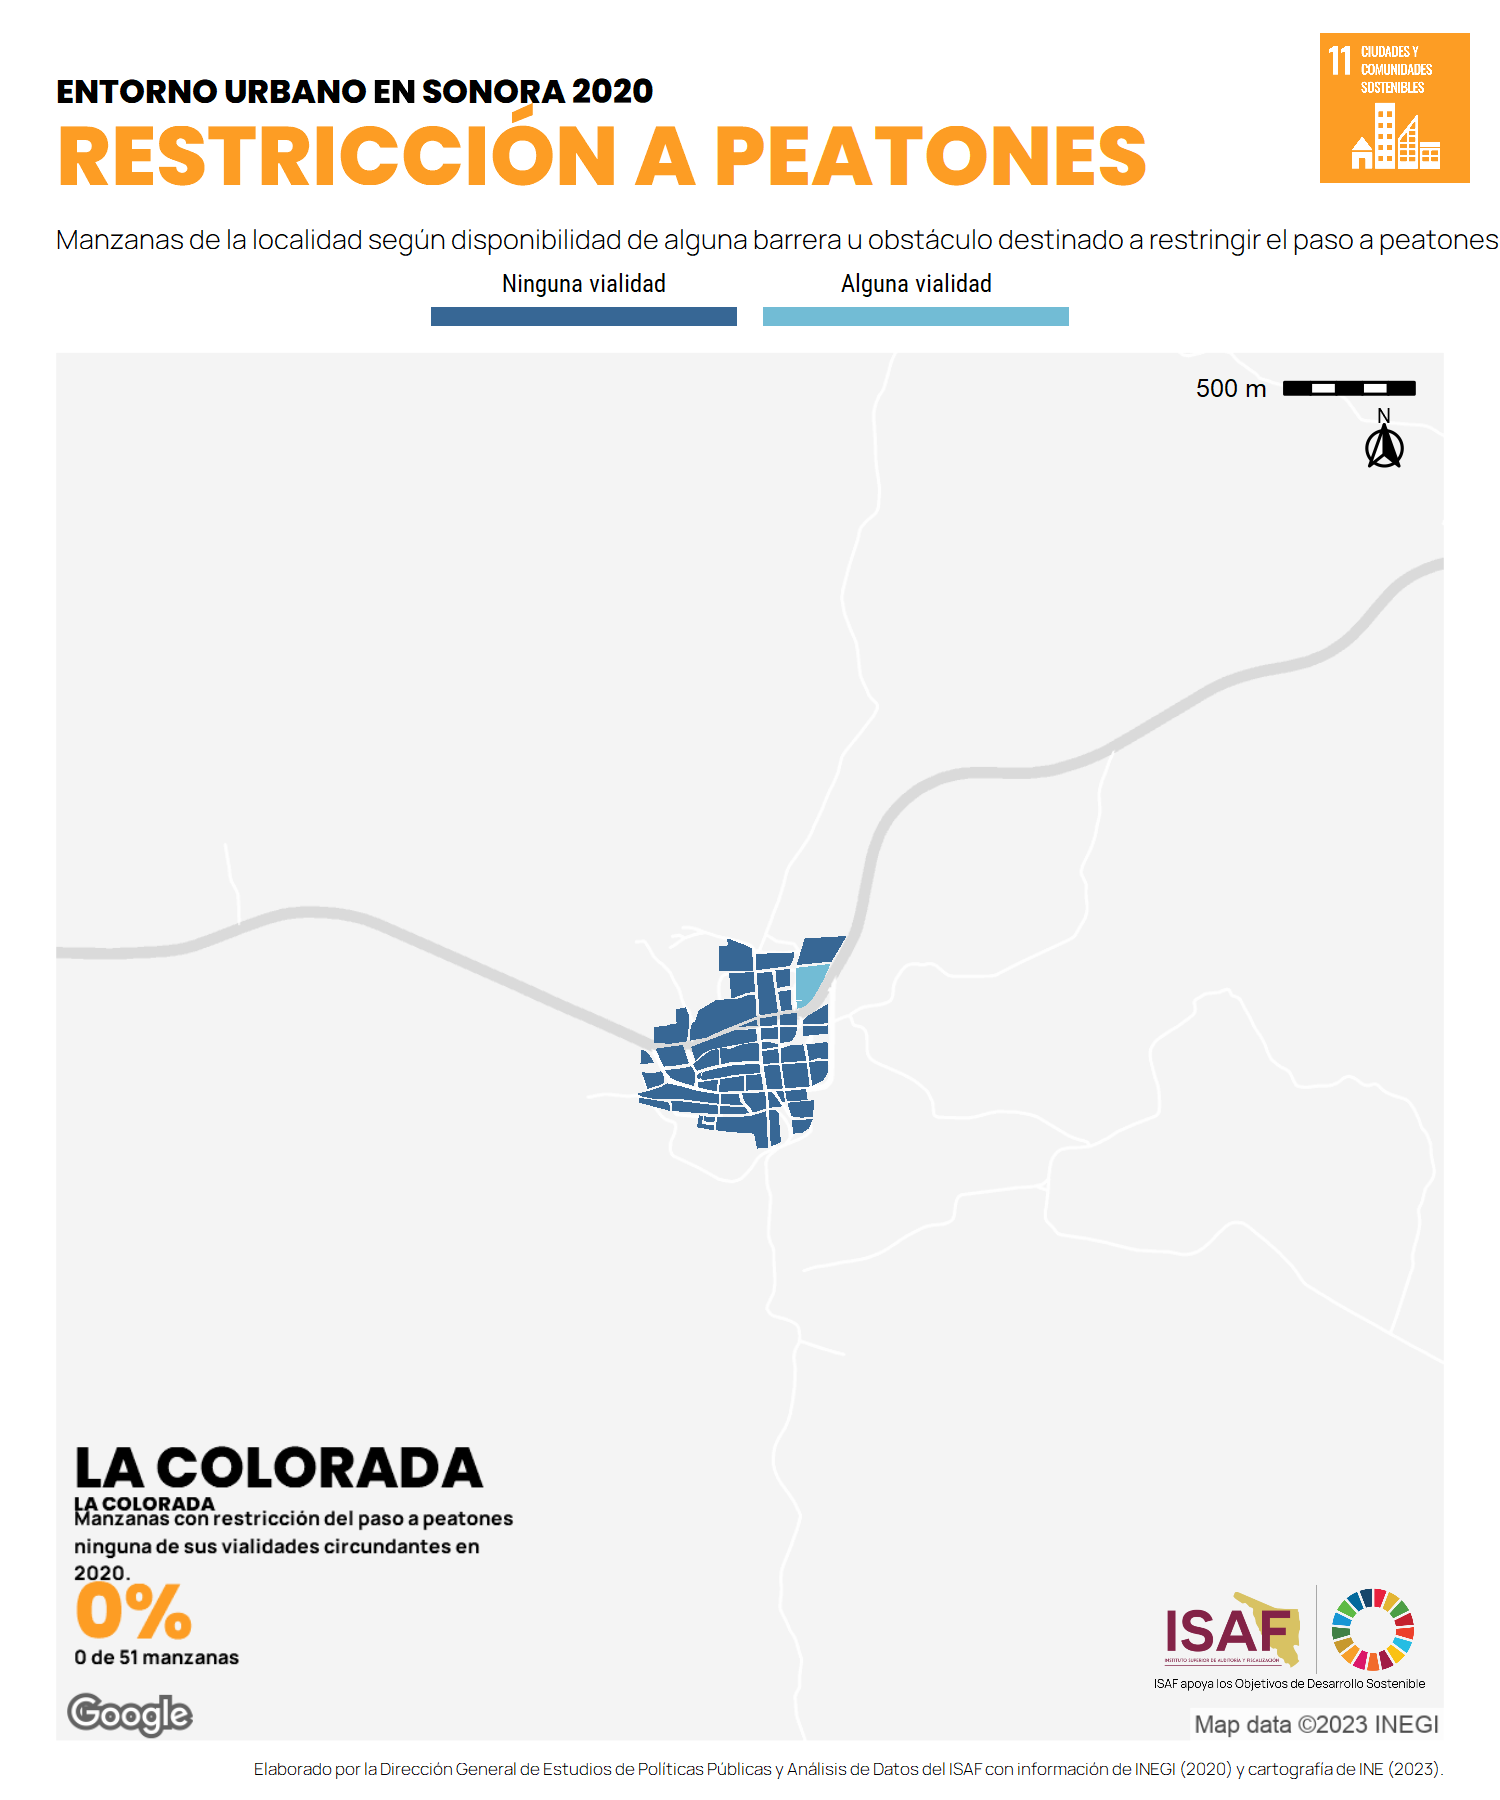 11 CIUDADES Y
COMUNIDADES
SOSTENIBLES
ENTORNO URBANO EN SONORA 2020
RESTRICCIÓN A PEATONES
Manzanas de la localidad según disponibilidad de alguna barrera u obstáculo destinado a restringir el paso a peatones
Ninguna vialidad
Alguna vialidad
500 m
N
LA COLORADA
LA COLORADA
Manzanas con restricción del paso a peatones
ninguna de sus vialidades circundantes en
2020.
0%
0 de 51 manzanas
ISAF
INSTITUTO SUPERIOR DE AUDITORÍA Y FISCALIZACIÓN
ISAF apoya los Objetivos de Desarrollo Sostenible
Google
Map data ©2023 INEGI
Elaborado por la Dirección General de Estudios de Políticas Públicas y Análisis de Datos del ISAF con información de INEGI (2020) y cartografía de INE (2023).